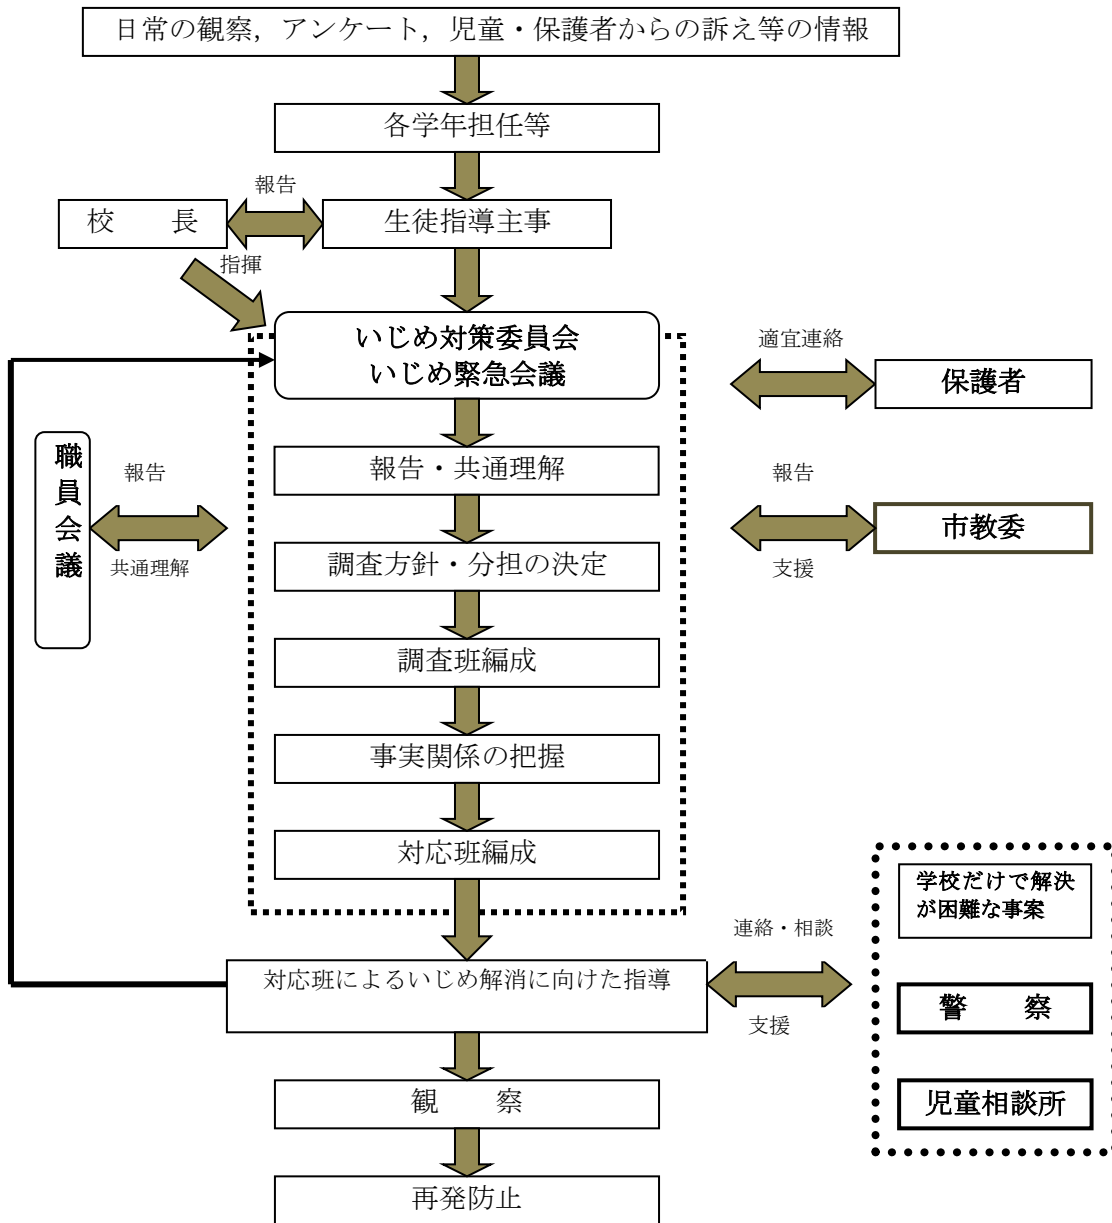 日常の観察，アンケート，児童・保護者からの訴え等の情報
各学年担任等
報告
校　　長
生徒指導主事
指揮
いじめ対策委員会
いじめ緊急会議
適宜連絡
保護者
職員会議
報告
共通理解
報告・共通理解
報告
市教委
支援
調査方針・分担の決定
調査班編成
事実関係の把握
対応班編成
学校だけで解決
が困難な事案
連絡・相談
対応班によるいじめ解消に向けた指導
支援
警　　察
児童相談所
観　　察
再発防止